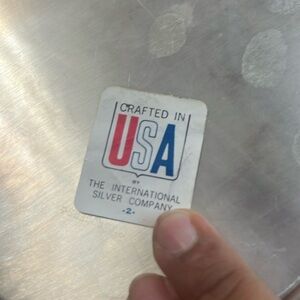 CRAFTED IN
USA
BY
THE INTERNATIONAL
SILVER COMPANY
-2-